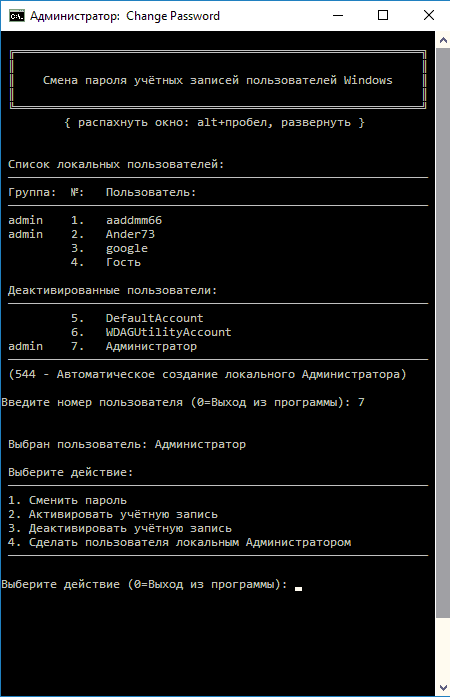 Администратор: Change Password
Смена пароля учётных записей пользователей Windows
{ распахнуть окно: alt+пробел, развернуть }
Список локальных пользователей:
Группа: №: Пользователь:
admin 1. aaddmm66
admin 2. Ander73
3. google
4. Гость
Деактивированные пользователи:
5. DefaultAccount
6. WDAGUtilityAccount
admin 7. Администратор
(544 - Автоматическое создание локального Администратора)
Введите номер пользователя (0=Выход из программы): 7
Выбран пользователь: Администратор
Выберите действие:
1. Сменить пароль
2. Активировать учётную запись
3. Деактивировать учётную запись
4. Сделать пользователя локальным Администратором
Выберите действие (0=Выход из программы):